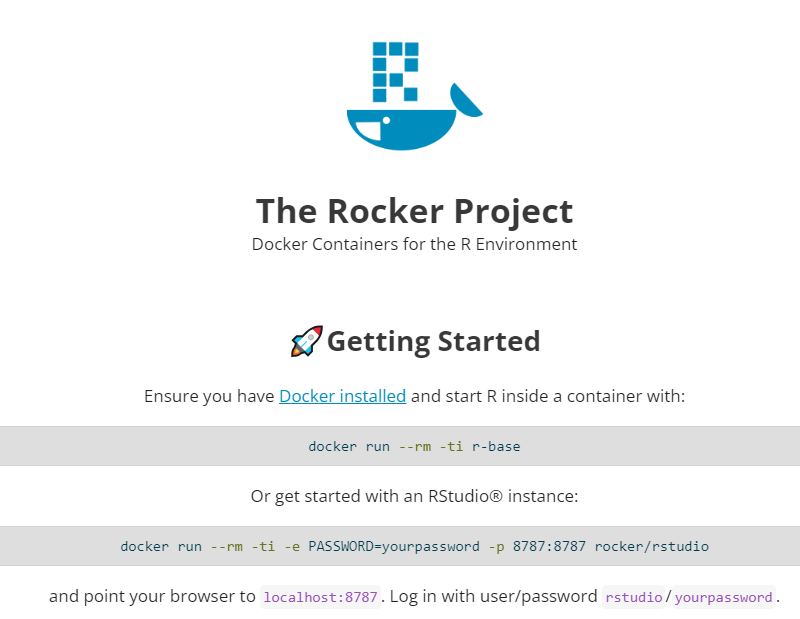 R
The Rocker Project
Docker Containers for the R Environment
Getting Started
Ensure you have Docker installed and start R inside a container with:
docker run --rm -ti r-base
Or get started with an RStudio® instance:
docker run --rm -ti -e PASSWORD=yourpassword -p 8787:8787 rocker/rstudio
and point your browser to localhost:8787. Log in with user/password rstudio/yourpassword.